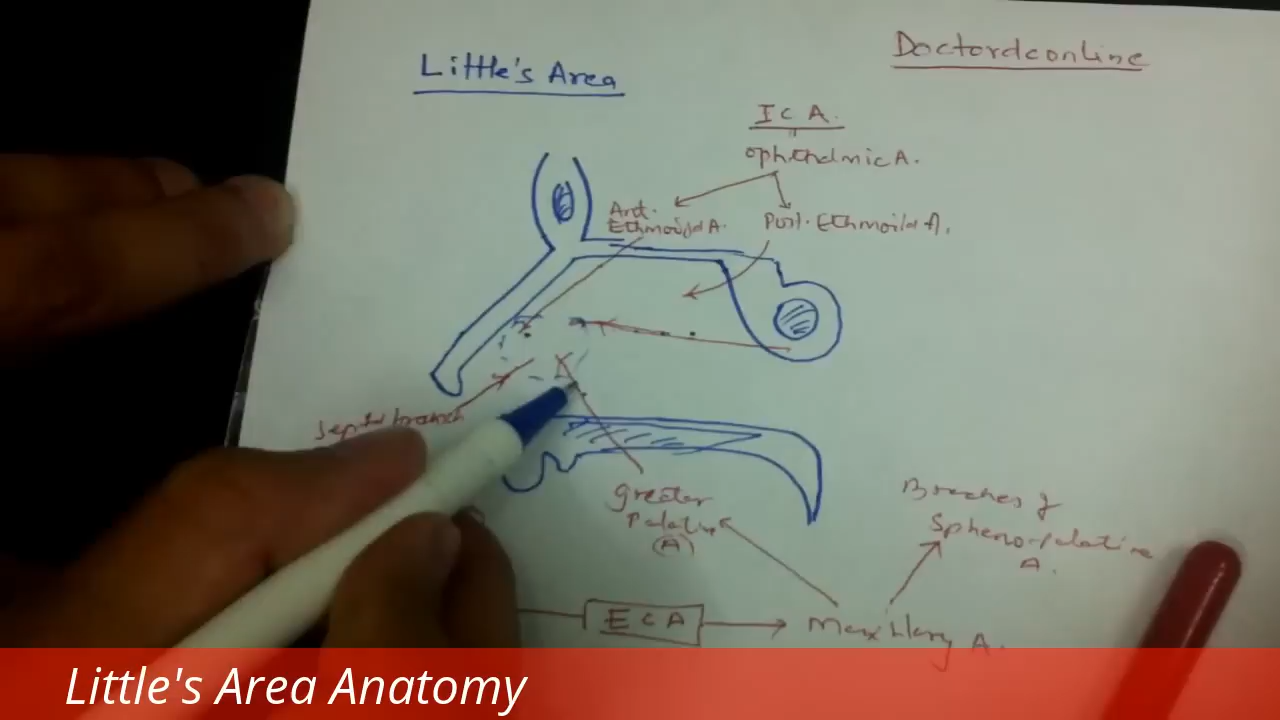 Doctordconline
Little's Area
I C A.
Ophthalmic A.
Ant.
Ethmoidal A.
Post. Ethmoidal A.
Septal branch
Greater
Palatine
(A)
Branches of
Spheno-palatine
A.
E C A
Maxillary A.
Little's Area Anatomy